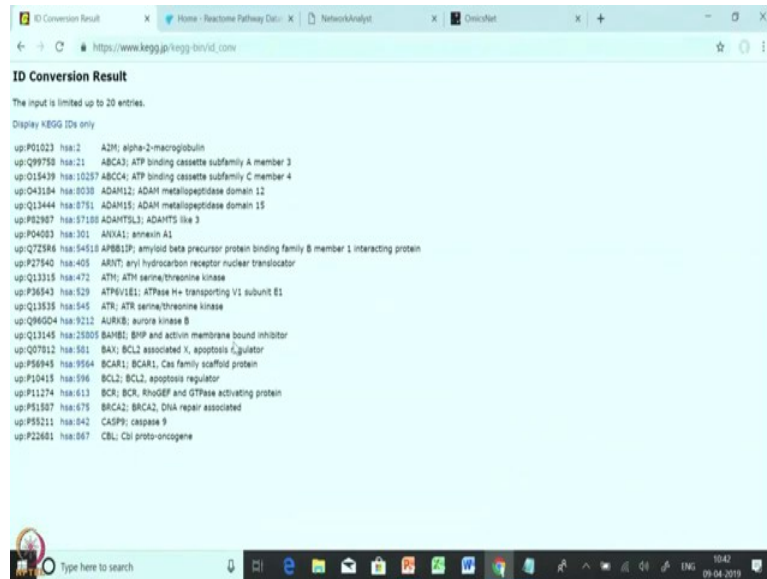 ID Conversion Result
Home - Reactome Pathway Data
NetworkAnalyst
OmicsNet
https://www.kegg.jp/kegg-bin/id_conv
ID Conversion Result
The input is limited up to 20 entries.
Display KEGG IDs only
up:P01023 hsa:2 A2M; alpha-2-macroglobulin
up:Q99758 hsa:21 ABCA3; ATP binding cassette subfamily A member 3
up:O15439 hsa:10257 ABCC4; ATP binding cassette subfamily C member 4
up:O43184 hsa:8038 ADAM12; ADAM metallopeptidase domain 12
up:Q13444 hsa:8751 ADAM15; ADAM metallopeptidase domain 15
up:P82987 hsa:57188 ADAMTSL3; ADAMTS like 3
up:P04083 hsa:301 ANXA1; annexin A1
up:Q7Z5R6 hsa:54518 APBB1IP; amyloid beta precursor protein binding family B member 1 interacting protein
up:P27540 hsa:405 ARNT; aryl hydrocarbon receptor nuclear translocator
up:Q13315 hsa:472 ATM; ATM serine/threonine kinase
up:P36543 hsa:529 ATP6V1E1; ATPase H+ transporting V1 subunit E1
up:Q13535 hsa:545 ATR; ATR serine/threonine kinase
up:Q96GD4 hsa:9212 AURKB; aurora kinase B
up:Q13145 hsa:25805 BAMBI; BMP and activin membrane bound inhibitor
up:Q07812 hsa:581 BAX; BCL2 associated X, apoptosis regulator
up:P56945 hsa:9564 BCAR1; BCAR1, Cas family scaffold protein
up:P10415 hsa:596 BCL2; BCL2, apoptosis regulator
up:P11274 hsa:613 BCR; BCR, RhoGEF and GTPase activating protein
up:P51587 hsa:675 BRCA2; BRCA2, DNA repair associated
up:P55211 hsa:842 CASP9; caspase 9
up:P22681 hsa:867 CBL; Cbl proto-oncogene
NPTEL
Type here to search
ENG
10:42
09-04-2019